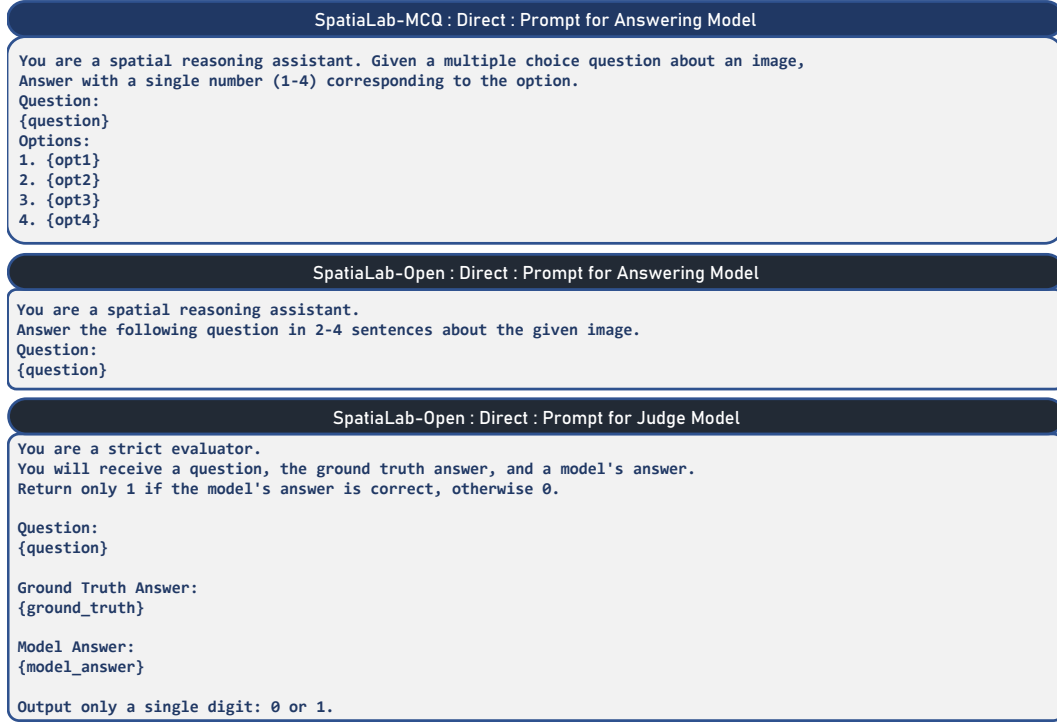 SpatiaLab-MCQ : Direct : Prompt for Answering Model
You are a spatial reasoning assistant. Given a multiple choice question about an image,
Answer with a single number (1-4) corresponding to the option.
Question:
{question}
Options:
1. {opt1}
2. {opt2}
3. {opt3}
4. {opt4}
SpatiaLab-Open : Direct : Prompt for Answering Model
You are a spatial reasoning assistant.
Answer the following question in 2-4 sentences about the given image.
Question:
{question}
SpatiaLab-Open : Direct : Prompt for Judge Model
You are a strict evaluator.
You will receive a question, the ground truth answer, and a model's answer.
Return only 1 if the model's answer is correct, otherwise 0.
Question:
{question}
Ground Truth Answer:
{ground_truth}
Model Answer:
{model_answer}
Output only a single digit: 0 or 1.